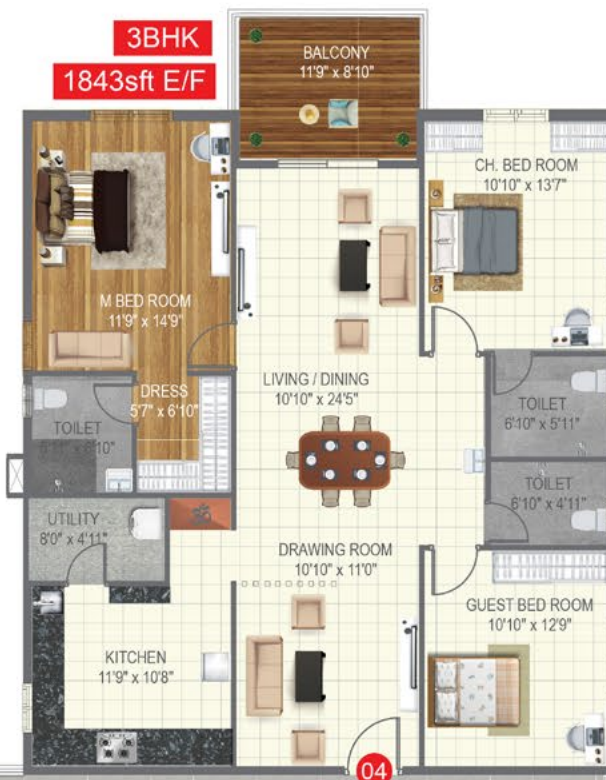 3BHK
1843sft E/F
BALCONY
11'9" x 8'10"
CH. BED ROOM
10'10" x 13'7"
M BED ROOM
11'9" x 14'9"
LIVING / DINING
10'10" x 24'5"
DRESS
5'7" x 6'10"
TOILET
TOILET
6'10" x 5'11"
TOILET
6'10" x 4'11"
UTILITY
8'0" x 4'11"
DRAWING ROOM
10'10" x 11'0"
GUEST BED ROOM
10'10" x 12'9"
KITCHEN
11'9" x 10'8"
04